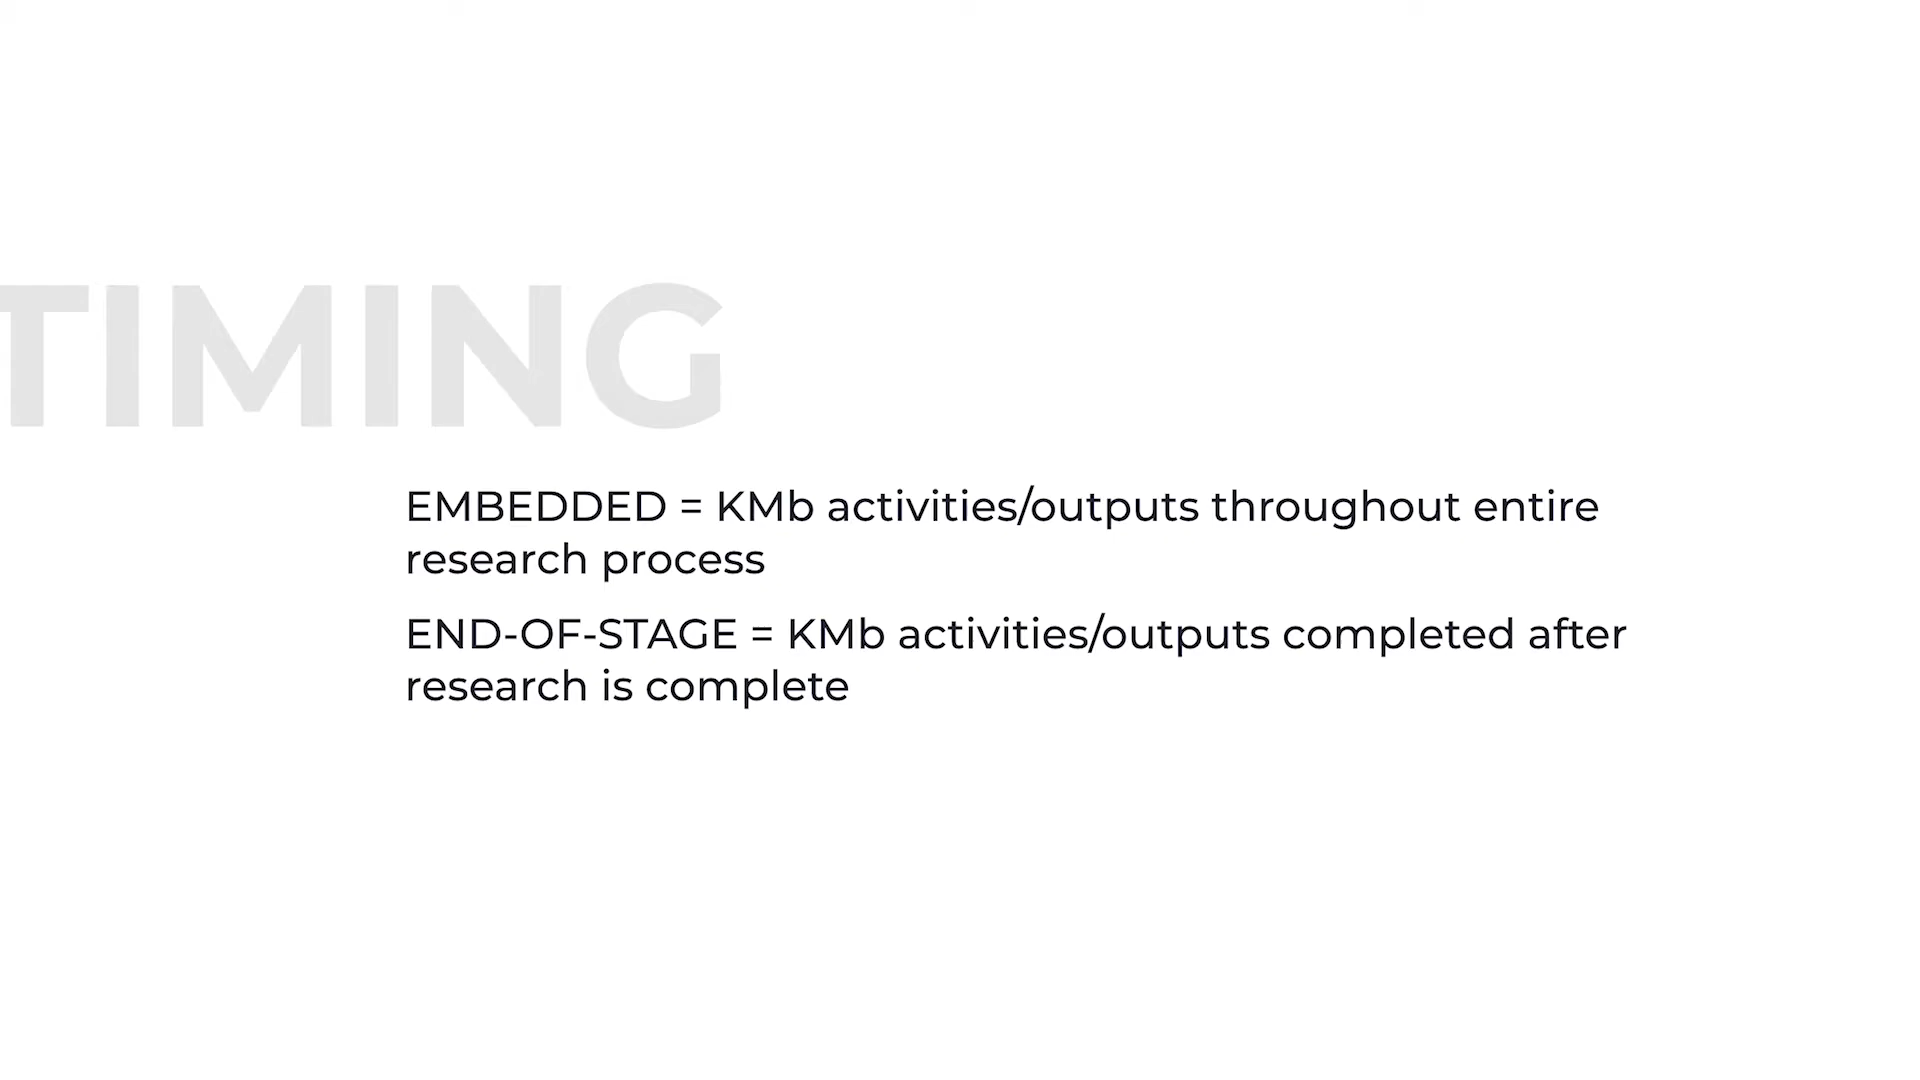 TIMING
EMBEDDED = KMb activities/outputs throughout entire
research process
END-OF-STAGE = KMb activities/outputs completed after
research is complete